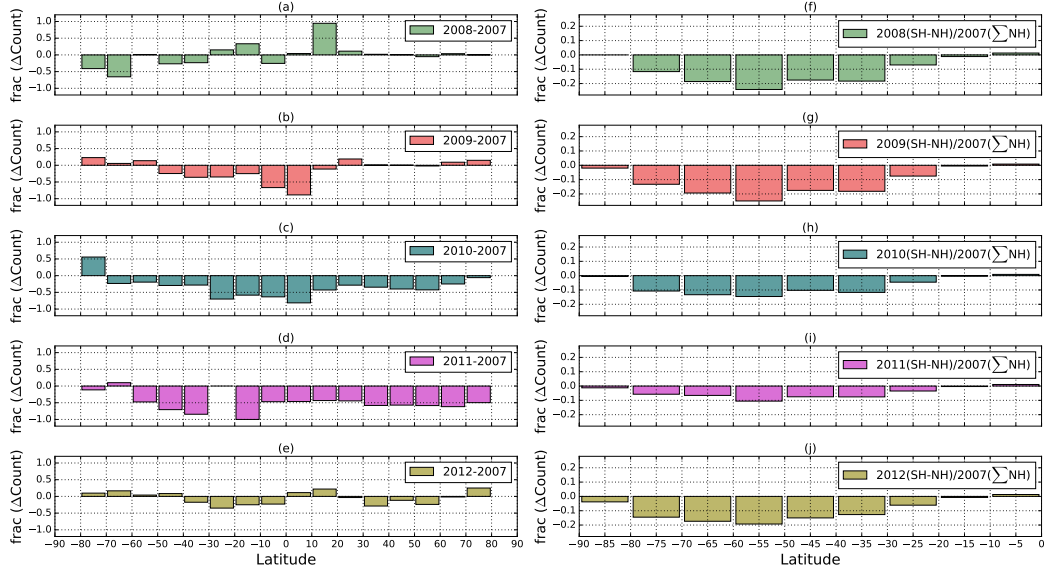 (a)
frac (ΔCount)
1.0
0.5
0.0
−0.5
−1.0
2008-2007
(b)
frac (ΔCount)
1.0
0.5
0.0
−0.5
−1.0
2009-2007
(c)
frac (ΔCount)
1.0
0.5
0.0
−0.5
−1.0
2010-2007
(d)
frac (ΔCount)
1.0
0.5
0.0
−0.5
−1.0
2011-2007
(e)
frac (ΔCount)
1.0
0.5
0.0
−0.5
−1.0
2012-2007
−90 −80 −70 −60 −50 −40 −30 −20 −10 0 10 20 30 40 50 60 70 80 90
Latitude
(f)
frac (ΔCount)
0.2
0.1
0.0
−0.1
−0.2
2008(SH-NH)/2007(∑NH)
(g)
frac (ΔCount)
0.2
0.1
0.0
−0.1
−0.2
2009(SH-NH)/2007(∑NH)
(h)
frac (ΔCount)
0.2
0.1
0.0
−0.1
−0.2
2010(SH-NH)/2007(∑NH)
(i)
frac (ΔCount)
0.2
0.1
0.0
−0.1
−0.2
2011(SH-NH)/2007(∑NH)
(j)
frac (ΔCount)
0.2
0.1
0.0
−0.1
−0.2
2012(SH-NH)/2007(∑NH)
−90 −85 −80 −75 −70 −65 −60 −55 −50 −45 −40 −35 −30 −25 −20 −15 −10 −5 0
Latitude